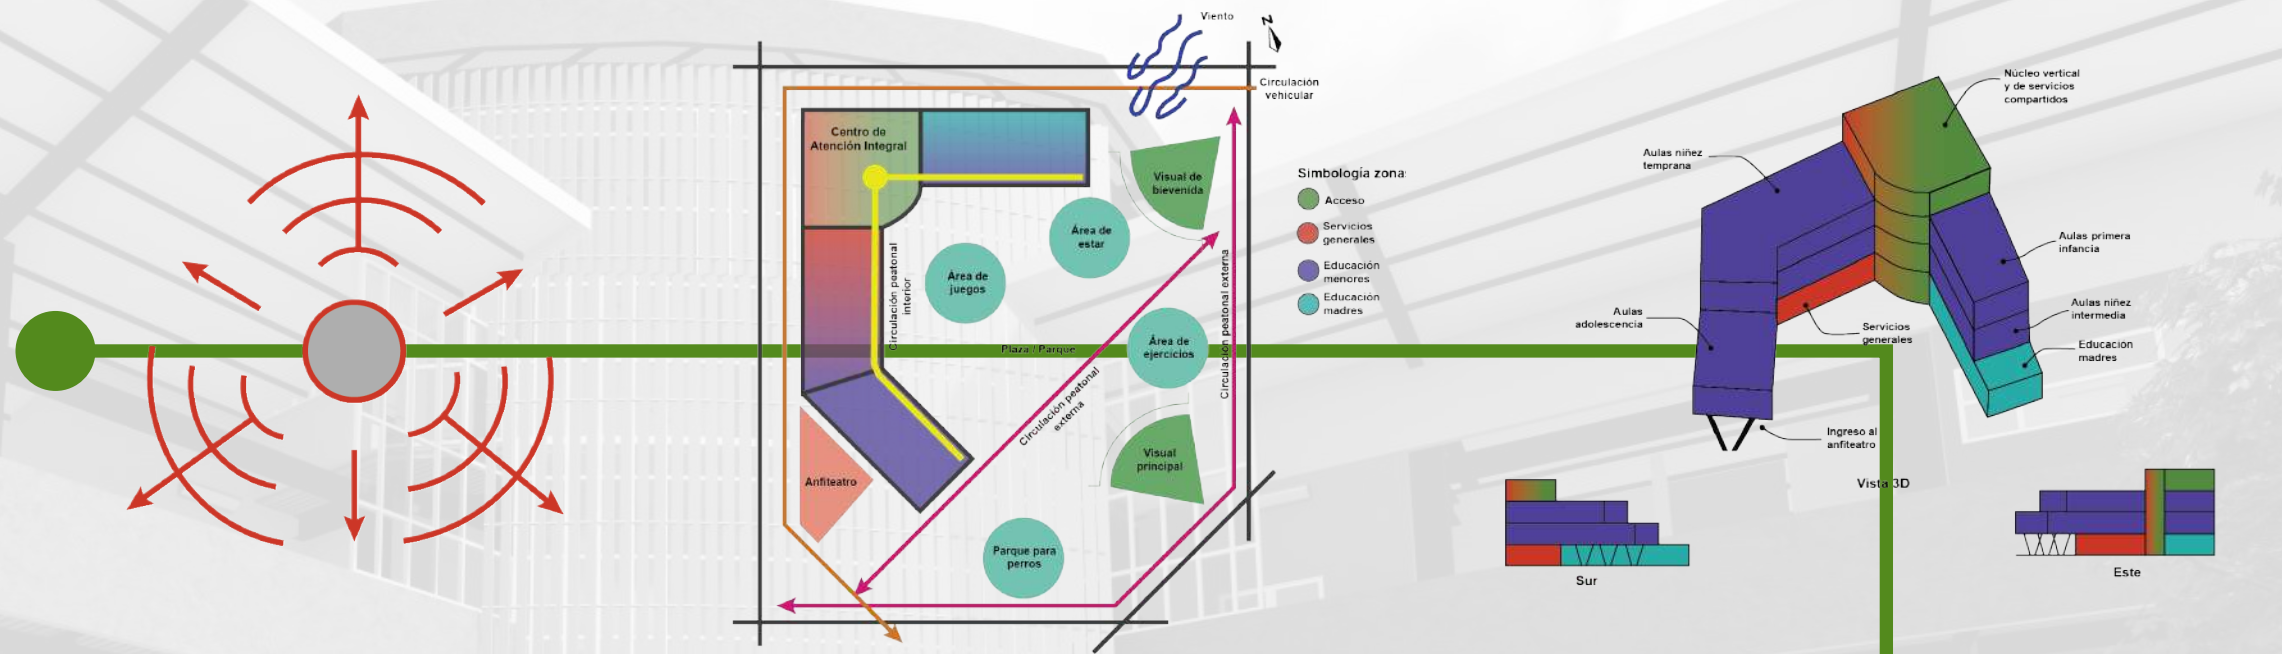 Viento
N
Circulación
vehicular
Centro de
Atención Integral
Visual de
bievenida
Área de
estar
Área de
juegos
Circulación peatonal
interior
Circulación peatonal externa
Plaza / Parque
Área de
ejercicios
Circulación peatonal
externa
Visual
principal
Anfiteatro
Parque para
perros
Simbología zona:
Acceso
Servicios
generales
Educación
menores
Educación
madres
Núcleo vertical
y de servicios
compartidos
Aulas niñez
temprana
Aulas primera
infancia
Aulas niñez
intermedia
Aulas
adolescencia
Servicios
generales
Educación
madres
Ingreso al
anfiteatro
Vista 3D
Sur
Este